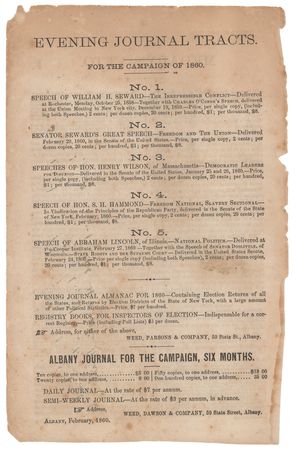 EVENING JOURNAL TRACTS.
FOR THE CAMPAIGN OF 1860.
No. 1.
SPEECH OF WILLIAM H. SEWARD—The Irrepressible Conflict—Delivered
at Rochester, Monday, October 25, 1858—Together with Charles O'Conor's Speech, delivered
at the Union Meeting in New York city, December 19, 1859—Price, per single copy, (including
both Speeches,) 2 cents; per dozen copies, 20 cents; per hundred, $1; per thousand, $8.
No. 2.
SENATOR SEWARD'S GREAT SPEECH—Freedom and The Union—Delivered
February 29, 1860, in the Senate of the United States.—Price, per single copy, 2 cents; per
dozen copies, 20 cents; per hundred, $1; per thousand, $8.
No. 3.
SPEECHES OF HON. HENRY WILSON, of Massachusetts—Democratic Leaders
for Disunion—Delivered in the Senate of the United States, January 25 and 26, 1860.—Price,
per single copy, (including both Speeches,) 2 cents; per dozen copies, 20 cents; per hundred,
$1; per thousand, $8.
No. 4.
SPEECH OF HON. S. H. HAMMOND—Freedom National, Slavery Sectional—
In Vindication of the Principles of the Republican Party, delivered in the Senate of the State
of New York, February, 1860.—Price, per single copy, 2 cents; per dozen copies, 20 cents; per
hundred, $1; per thousand, $8.
No. 5.
SPEECH OF ABRAHAM LINCOLN, of Illinois—National Politics—Delivered at
the Cooper Institute, February 27, 1860—Together with the Speech of Senator Doolittle, of
Wisconsin—State Rights and the Supreme Court—Delivered in the United States Senate,
February 24, 1860.—Price, per single copy (including both Speeches), 2 cents; per dozen copies,
20 cents; per hundred, $1; per thousand, $8.
EVENING JOURNAL ALMANAC FOR 1860—Containing Election Returns of all
the States, and Returns by Election Districts of the State of New York, with a large amount
of other Political Statistics—Price,
REGISTRY BOOKS, FOR INSPECTORS OF ELECTION—Indispensable for a cor-
rect Registry—Price (including Poll Lists) $1 per dozen.
Address, for either of the above,
WEED, PARSONS & COMPANY, 59 State St., Albany.
ALBANY JOURNAL FOR THE CAMPAIGN, SIX MONTHS.
Ten copies, to one address, $5 00 | Fifty copies, to one address, $18 00
Twenty copies to one address, 8 00 | One hundred copies, to one address, 35 00
DAILY JOURNAL—At the rate of $7 per annum.
SEMI-WEEKLY JOURNAL—At the rate of $3 per annum, in advance.
Address,
WEED, DAWSON & COMPANY, 59 State Street, Albany.
Albany, February, 1860.